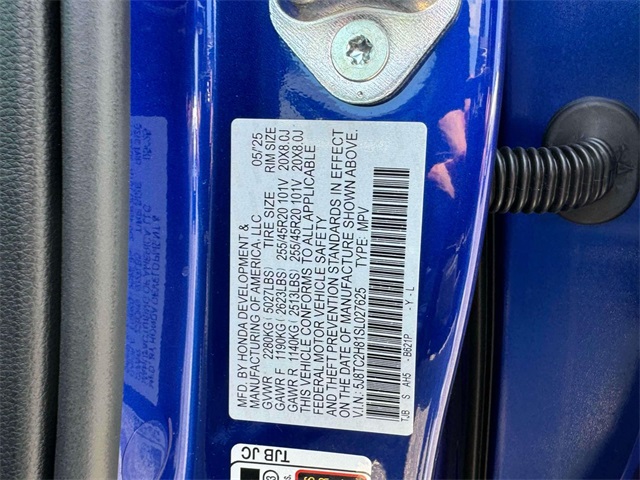 MFD. BY HONDA DEVELOPMENT &
MANUFACTURING OF AMERICA, LLC 05/'25
GVWR 2280KG( 5027LBS) TIRE SIZE RIM SIZE
GAWR F 1190KG( 2623LBS) 255/45R20 101V 20X8.0J
GAWR R 1140KG( 2513LBS) 255/45R20 101V 20X8.0J
THIS VEHICLE CONFORMS TO ALL APPLICABLE
FEDERAL MOTOR VEHICLE SAFETY
AND THEFT PREVENTION STANDARDS IN EFFECT
ON THE DATE OF MANUFACTURE SHOWN ABOVE.
V.I.N: 5J8TC2H81SL027625 TYPE: MPV
TJB S AH5 - B621P - Y - L
TJB JC